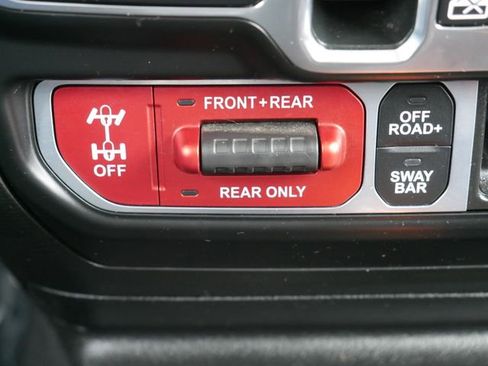 FRONT+REAR
OFF
REAR ONLY
OFF
ROAD+
SWAY
BAR